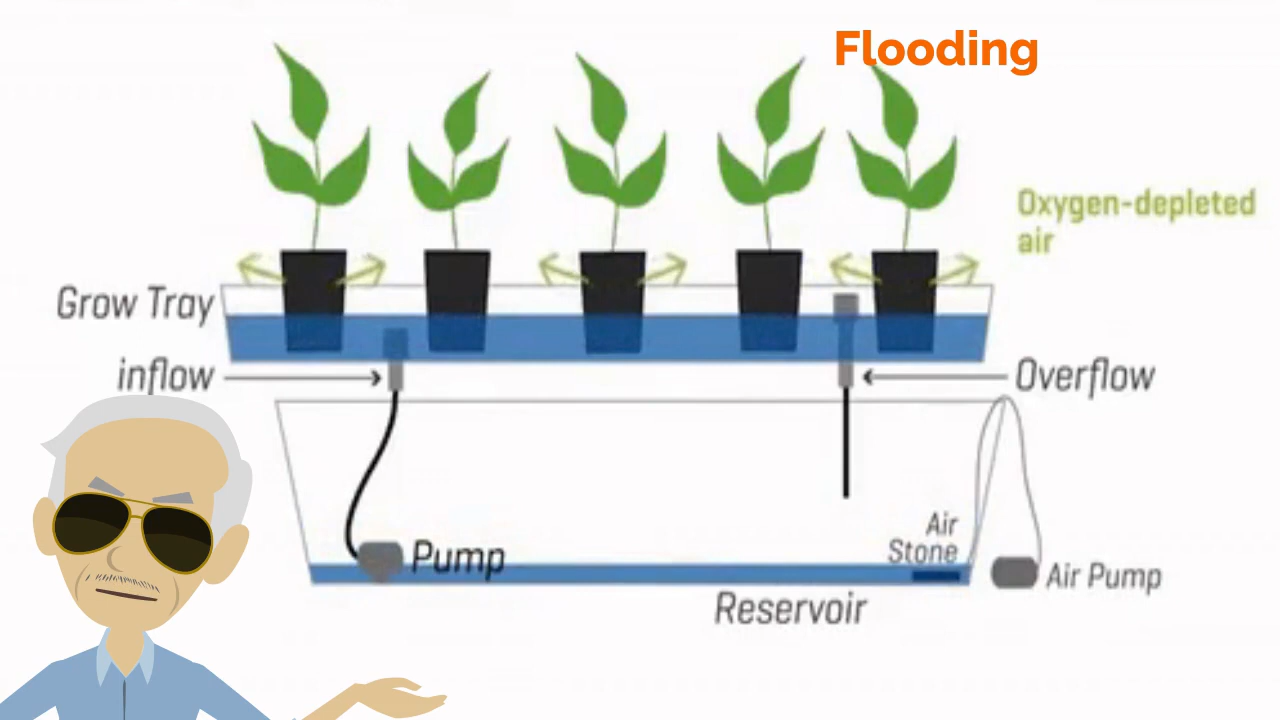 Flooding
Oxygen-depleted
air
Grow Tray
inflow
Overflow
Air
Stone
Pump
Air Pump
Reservoir